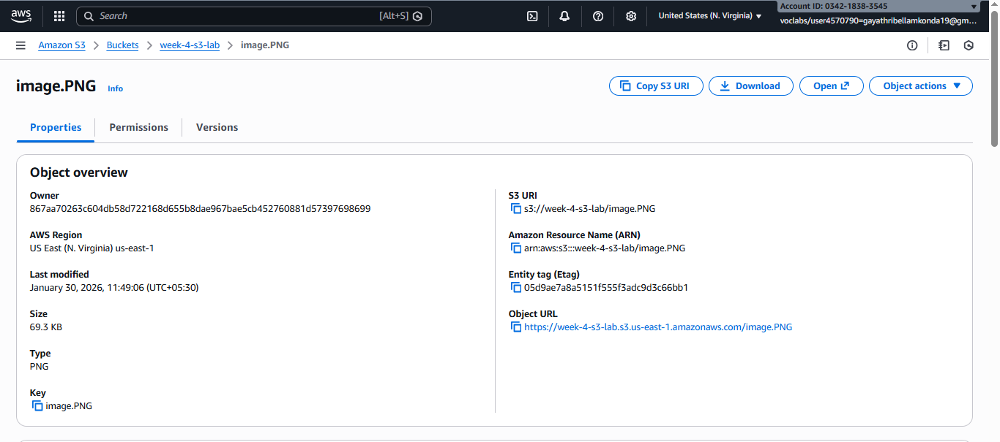 aws
Search
[Alt+S]
United States (N. Virginia)
Account ID: 0342-1838-3545
voclabs/user4570790=gayathribellamkonda19@gm...
Amazon S3 > Buckets > week-4-s3-lab > image.PNG
image.PNG Info
Copy S3 URI
Download
Open
Object actions
Properties
Permissions
Versions
Object overview
Owner
867aa70263c604db58d722168d655b8dae967bae5cb452760881d57397698699
AWS Region
US East (N. Virginia) us-east-1
Last modified
January 30, 2026, 11:49:06 (UTC+05:30)
Size
69.3 KB
Type
PNG
Key
image.PNG
S3 URI
s3://week-4-s3-lab/image.PNG
Amazon Resource Name (ARN)
arn:aws:s3:::week-4-s3-lab/image.PNG
Entity tag (Etag)
05d9ae7a8a5151f555f3adc9d3c66bb1
Object URL
https://week-4-s3-lab.s3.us-east-1.amazonaws.com/image.PNG